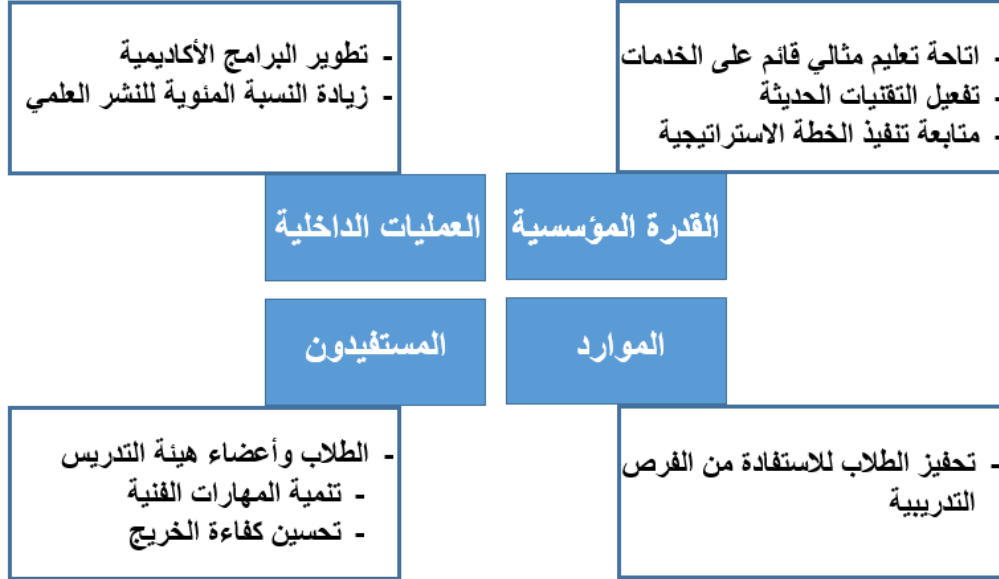 - اتاحة تعليم مثالي قائم على الخدمات
- تفعيل التقنيات الحديثة
- متابعة تنفيذ الخطة الاستراتيجية
- تطوير البرامج الأكاديمية
- زيادة النسبة المئوية للنشر العلمي
القدرة المؤسسية
العمليات الداخلية
الموارد
المستفيدون
- تحفيز الطلاب للاستفادة من الفرص
التدريبية
- الطلاب وأعضاء هيئة التدريس
- تنمية المهارات الفنية
- تحسين كفاءة الخريج